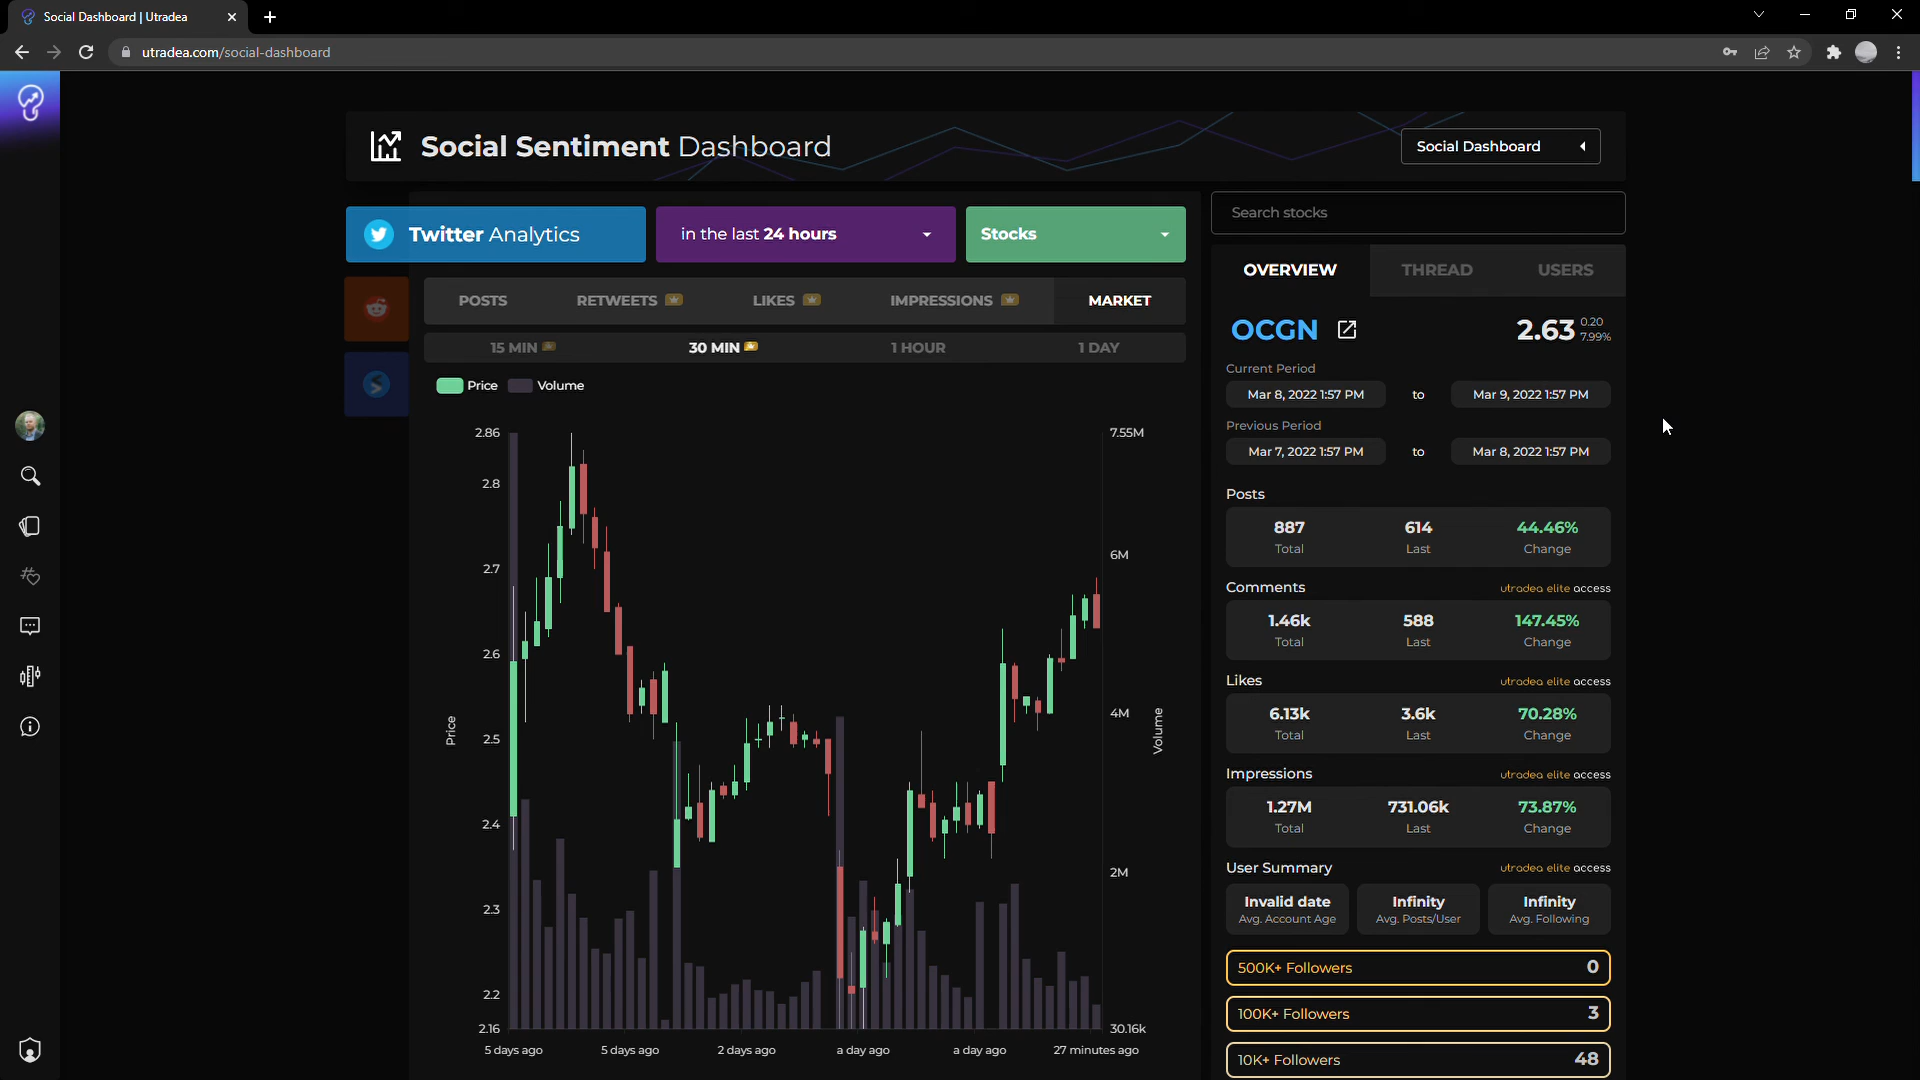 Social Dashboard | Utradea
utradea.com/social-dashboard
Social Sentiment Dashboard
Social Dashboard
Twitter Analytics
in the last 24 hours
Stocks
Search stocks
POSTS RETWEETS LIKES IMPRESSIONS MARKET
15 MIN 30 MIN 1 HOUR 1 DAY
Price Volume
2.86
2.8
2.7
2.6
2.5
2.4
2.3
2.2
2.16
Price
7.55M
6M
4M
2M
30.16k
Volume
5 days ago 5 days ago 2 days ago a day ago a day ago 27 minutes ago
OVERVIEW THREAD USERS
OCGN 2.63 0.20
7.99%
Current Period
Mar 8, 2022 1:57 PM to Mar 9, 2022 1:57 PM
Previous Period
Mar 7, 2022 1:57 PM to Mar 8, 2022 1:57 PM
Posts
887 614 44.46%
Total Last Change
Comments utradea elite access
1.46k 588 147.45%
Total Last Change
Likes utradea elite access
6.13k 3.6k 70.28%
Total Last Change
Impressions utradea elite access
1.27M 731.06k 73.87%
Total Last Change
User Summary utradea elite access
Invalid date Infinity Infinity
Avg. Account Age Avg. Posts/User Avg. Following
500K+ Followers 0
100K+ Followers 3
10K+ Followers 48